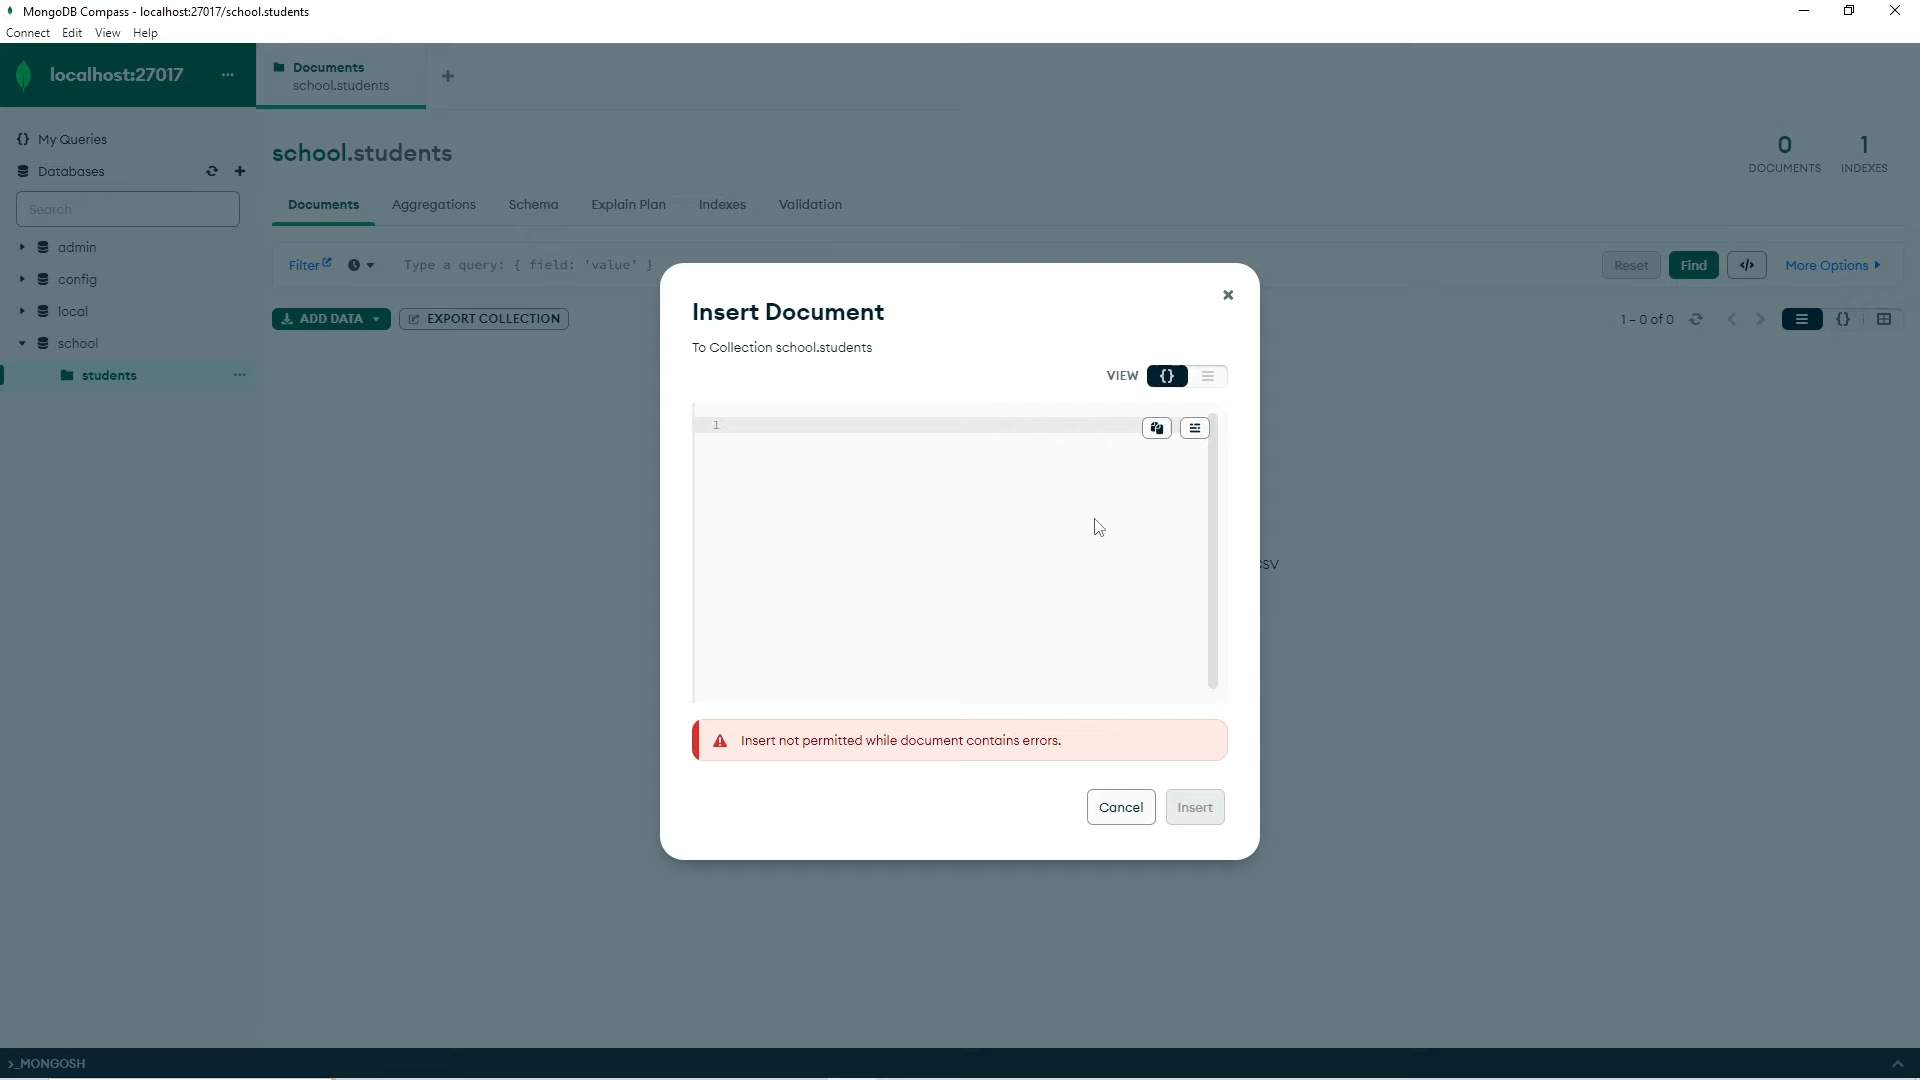 MongoDB Compass - localhost:27017/school.students
Connect Edit View Help
localhost:27017 ...
Documents
school.students
My Queries
Databases
Search
admin
config
local
school
students ...
school.students
0 DOCUMENTS
1 INDEXES
Documents Aggregations Schema Explain Plan Indexes Validation
Filter Type a query: { field: 'value' } Reset Find </> More Options
ADD DATA EXPORT COLLECTION 1 – 0 of 0 {}
Insert Document
To Collection school.students
VIEW {}
1
CSV
Insert not permitted while document contains errors.
Cancel Insert
>_MONGOSH